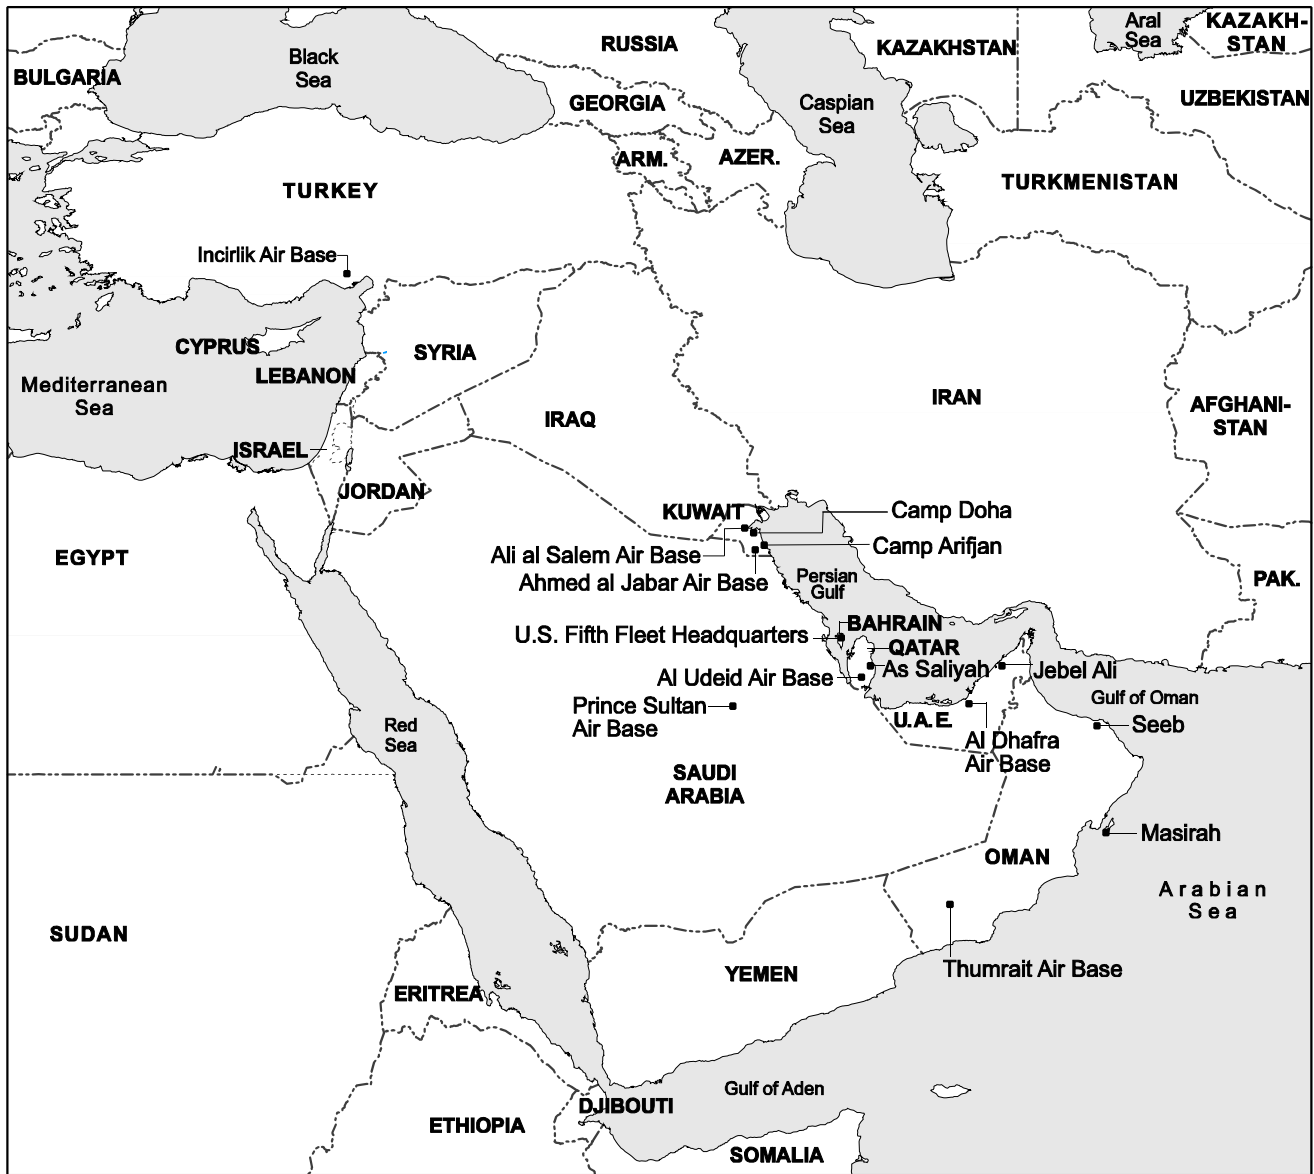 Aral
Sea
KAZAKH-
STAN
RUSSIA
KAZAKHSTAN
Black
Sea
BULGARIA
GEORGIA
Caspian
Sea
UZBEKISTAN
ARM.
AZER.
TURKMENISTAN
TURKEY
Incirlik Air Base
CYPRUS
SYRIA
LEBANON
Mediterranean
Sea
IRAN
AFGHANI-
STAN
IRAQ
ISRAEL
JORDAN
KUWAIT
Camp Doha
Camp Arifjan
EGYPT
Ali al Salem Air Base
Ahmed al Jabar Air Base
Persian
Gulf
PAK.
BAHRAIN
U.S. Fifth Fleet Headquarters
QATAR
As Saliyah
Jebel Ali
Al Udeid Air Base
Gulf of Oman
Prince Sultan
Air Base
U.A.E.
Seeb
Red
Sea
Al Dhafra
Air Base
SAUDI
ARABIA
Masirah
OMAN
Arabian
Sea
SUDAN
Thumrait Air Base
YEMEN
ERITREA
Gulf of Aden
DJIBOUTI
ETHIOPIA
SOMALIA